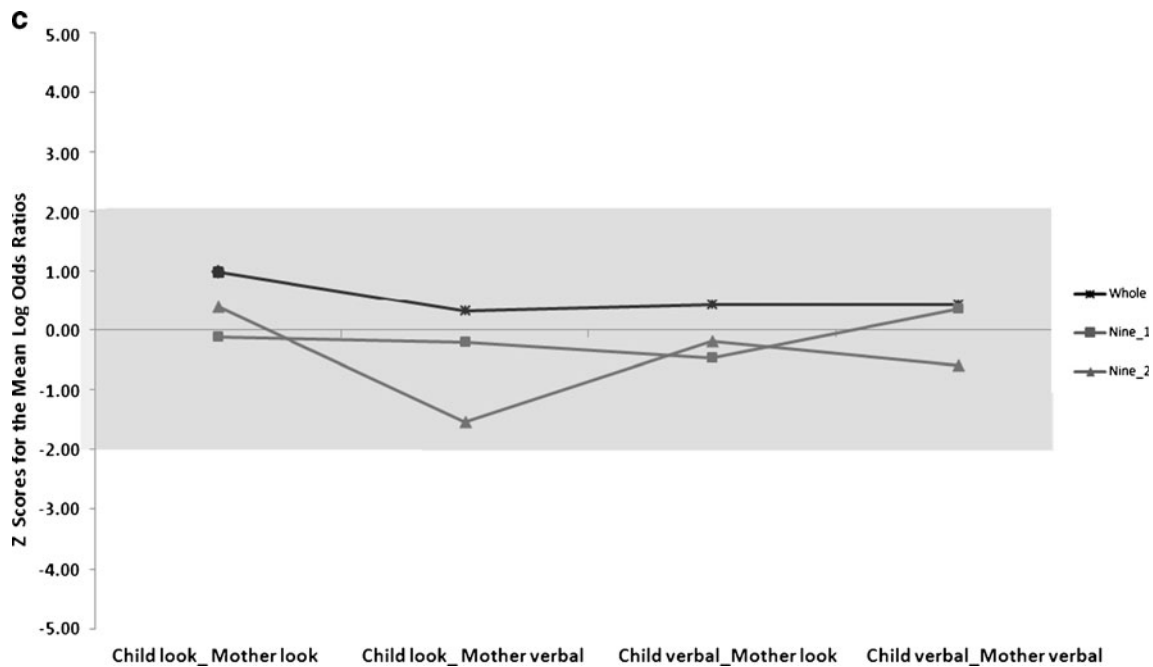 c
5.00
4.00
3.00
2.00
1.00
0.00
-1.00
-2.00
-3.00
-4.00
-5.00
Z Scores for the Mean Log Odds Ratios
Child look_ Mother look
Child look_Mother verbal
Child verbal_Mother look
Child verbal_Mother verbal
Whole
Nine_1
Nine_2